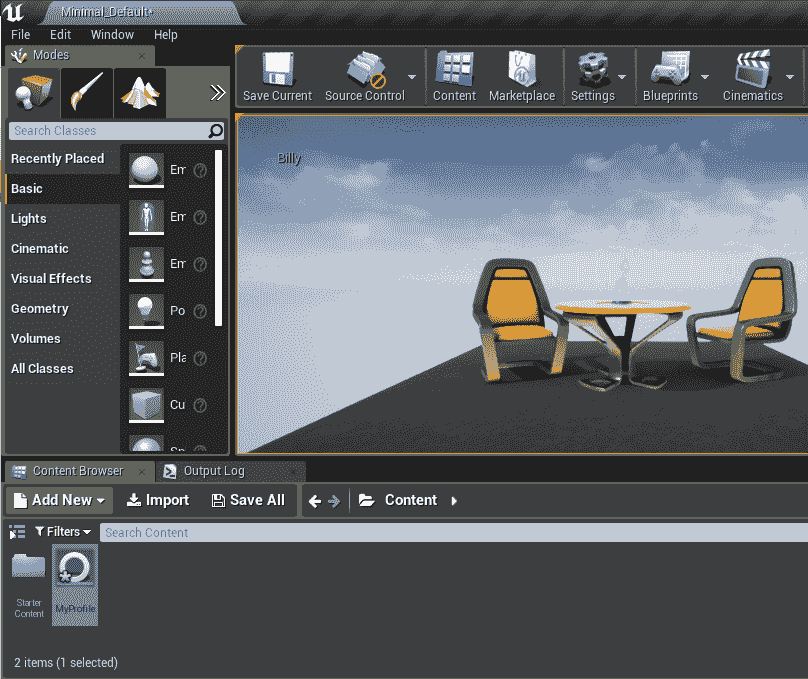 Minimal_Default*
File Edit Window Help
Modes
Save Current Source Control Content Marketplace Settings Blueprints Cinematics
Search Classes
Recently Placed
Basic
Lights
Cinematic
Visual Effects
Geometry
Volumes
All Classes
Em
Em
Em
Po
Pla
Cu
Sp
Billy
Content Browser Output Log
Add New Import Save All Content
Filters Search Content
Starter
Content
MyProfile
2 items (1 selected)